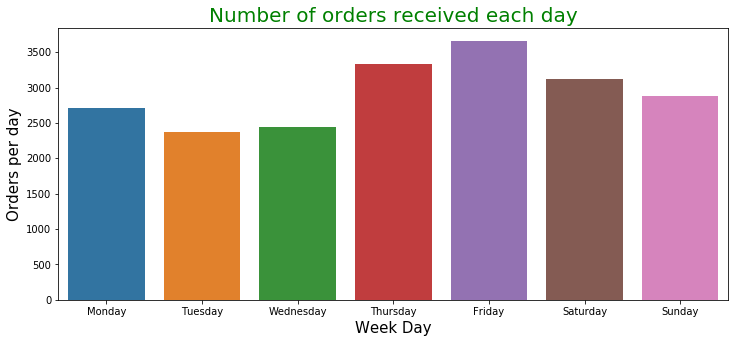 Number of orders received each day
3500
3000
2500
2000
1500
1000
500
0
Orders per day
Monday Tuesday Wednesday Thursday Friday Saturday Sunday
Week Day